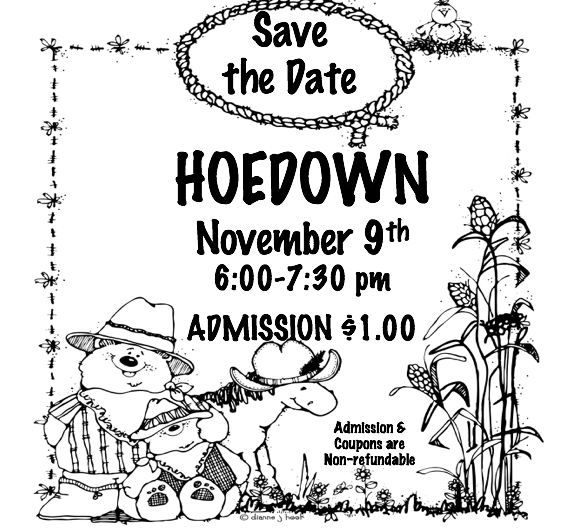 Save
the Date
HOEDOWN
November 9th
6:00-7:30 pm
ADMISSION $1.00
Admission &
Coupons are
Non-refundable
© dianne j hook